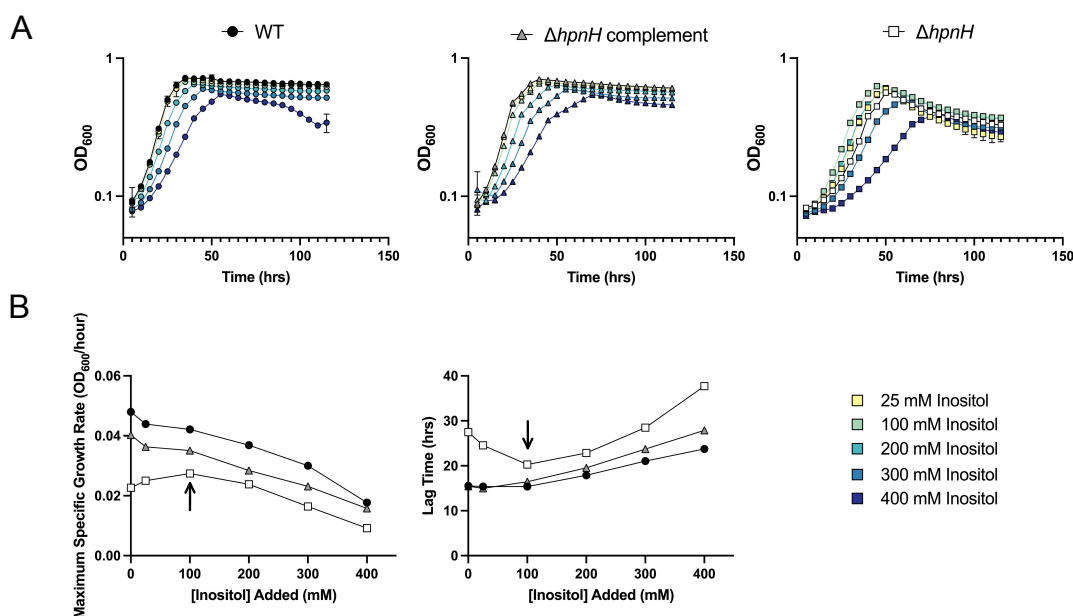 A
WT
ΔhpnH complement
ΔhpnH
1
0.1
OD600
0
50
100
150
Time (hrs)
1
0.1
OD600
0
50
100
150
Time (hrs)
1
0.1
OD600
0
50
100
150
Time (hrs)
B
Maximum Specific Growth Rate (OD600/hour)
0.06
0.04
0.02
0.00
0
100
200
300
400
[Inositol] Added (mM)
Lag Time (hrs)
40
30
20
10
0
0
100
200
300
400
[Inositol] Added (mM)
25 mM Inositol
100 mM Inositol
200 mM Inositol
300 mM Inositol
400 mM Inositol